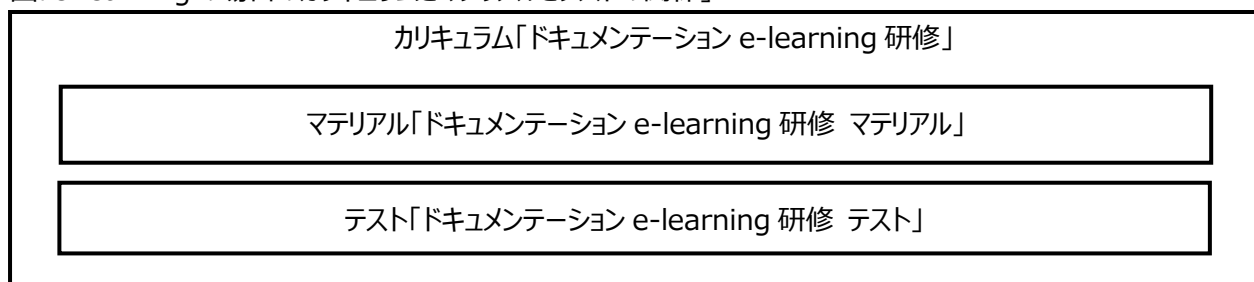 カリキュラム「ドキュメンテーション e-learning 研修」
マテリアル「ドキュメンテーション e-learning 研修 マテリアル」
テスト「ドキュメンテーション e-learning 研修 テスト」